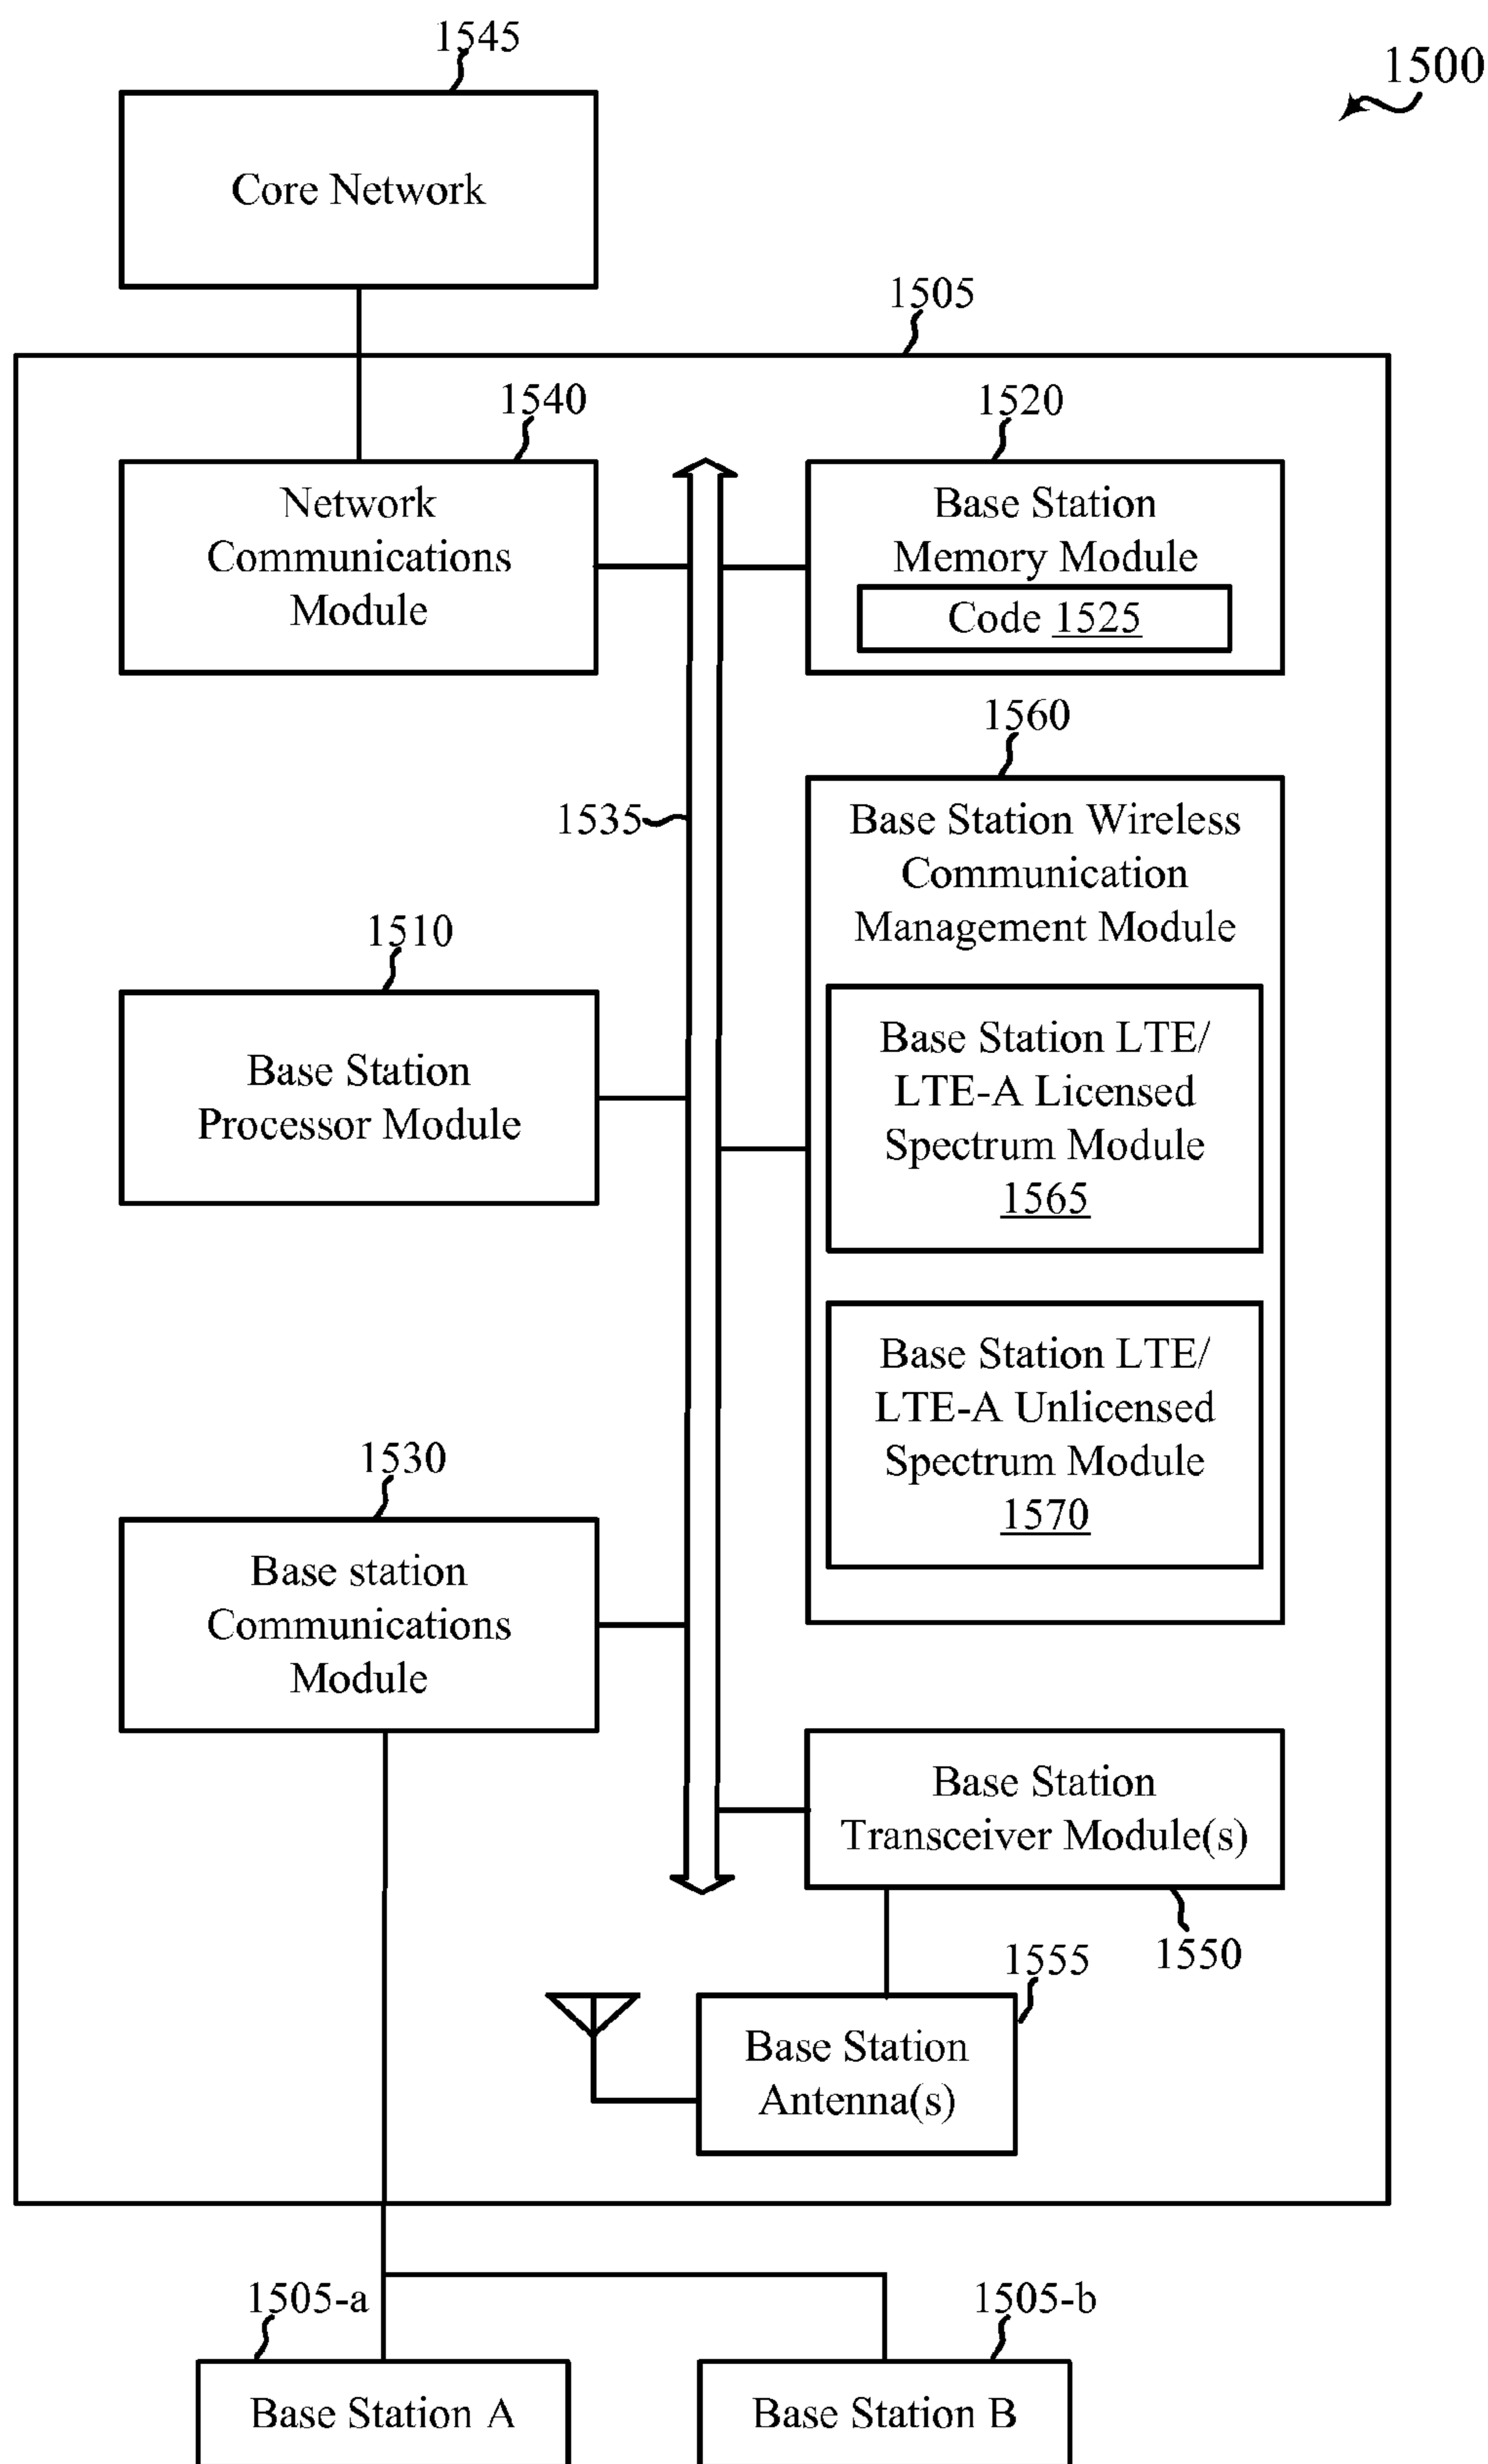 1545
1500
Core Network
1505
1540
1520
Network
Communications
Module
Base Station
Memory Module
Code 1525
1560
1535
Base Station Wireless
Communication
Management Module
1510
Base Station
Processor Module
Base Station LTE/
LTE-A Licensed
Spectrum Module
1565
Base Station LTE/
LTE-A Unlicensed
Spectrum Module
1570
1530
Base station
Communications
Module
Base Station
Transceiver Module(s)
1550
1555
Base Station
Antenna(s)
1505-a
1505-b
Base Station A
Base Station B